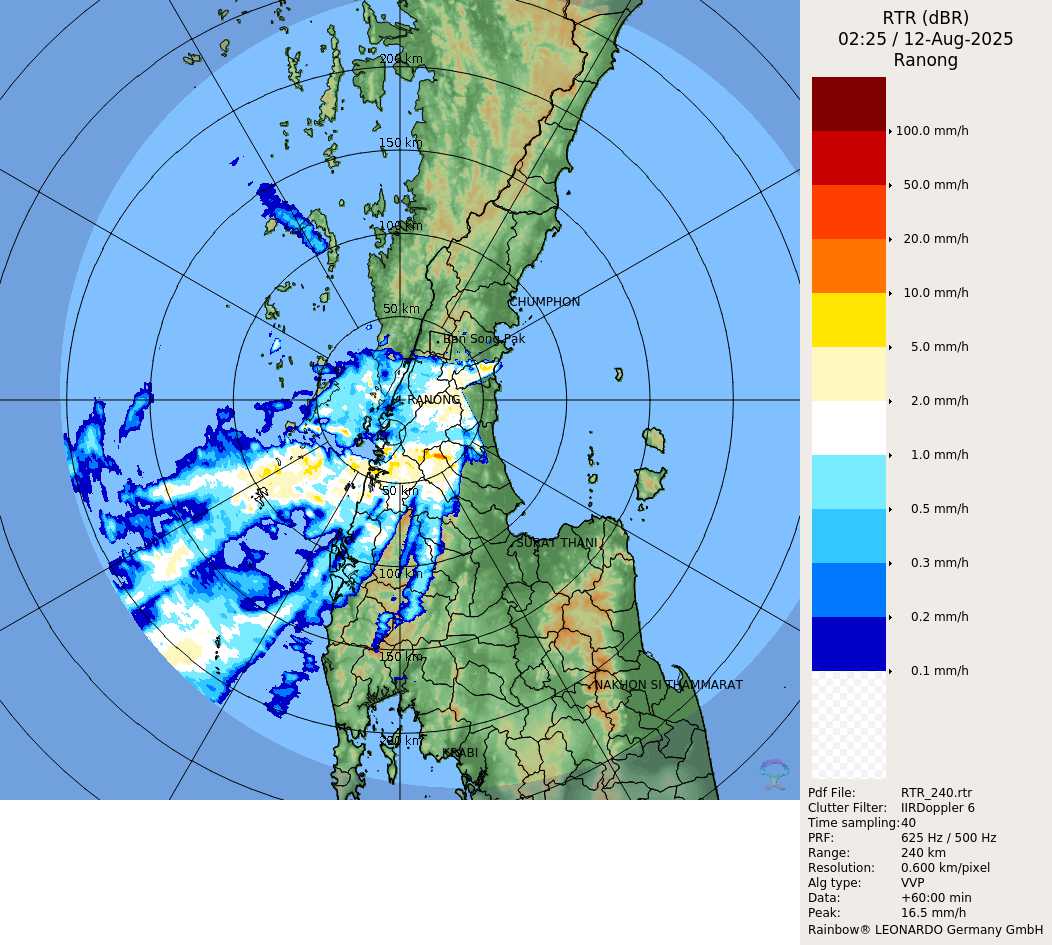 RTR (dBR)
02:25 / 12-Aug-2025
Ranong
200 km
150 km
100 km
50 km
CHUMPHON
Ban Song Pak
RANONG
50 km
SURAT THANI
100 km
150 km
NAKHON SI THAMMARAT
200 km
KRABI
100.0 mm/h
50.0 mm/h
20.0 mm/h
10.0 mm/h
5.0 mm/h
2.0 mm/h
1.0 mm/h
0.5 mm/h
0.3 mm/h
0.2 mm/h
0.1 mm/h
Pdf File: RTR_240.rtr
Clutter Filter: IIRDoppler 6
Time sampling: 40
PRF: 625 Hz / 500 Hz
Range: 240 km
Resolution: 0.600 km/pixel
Alg type: VVP
Data: +60:00 min
Peak: 16.5 mm/h
Rainbow® LEONARDO Germany GmbH